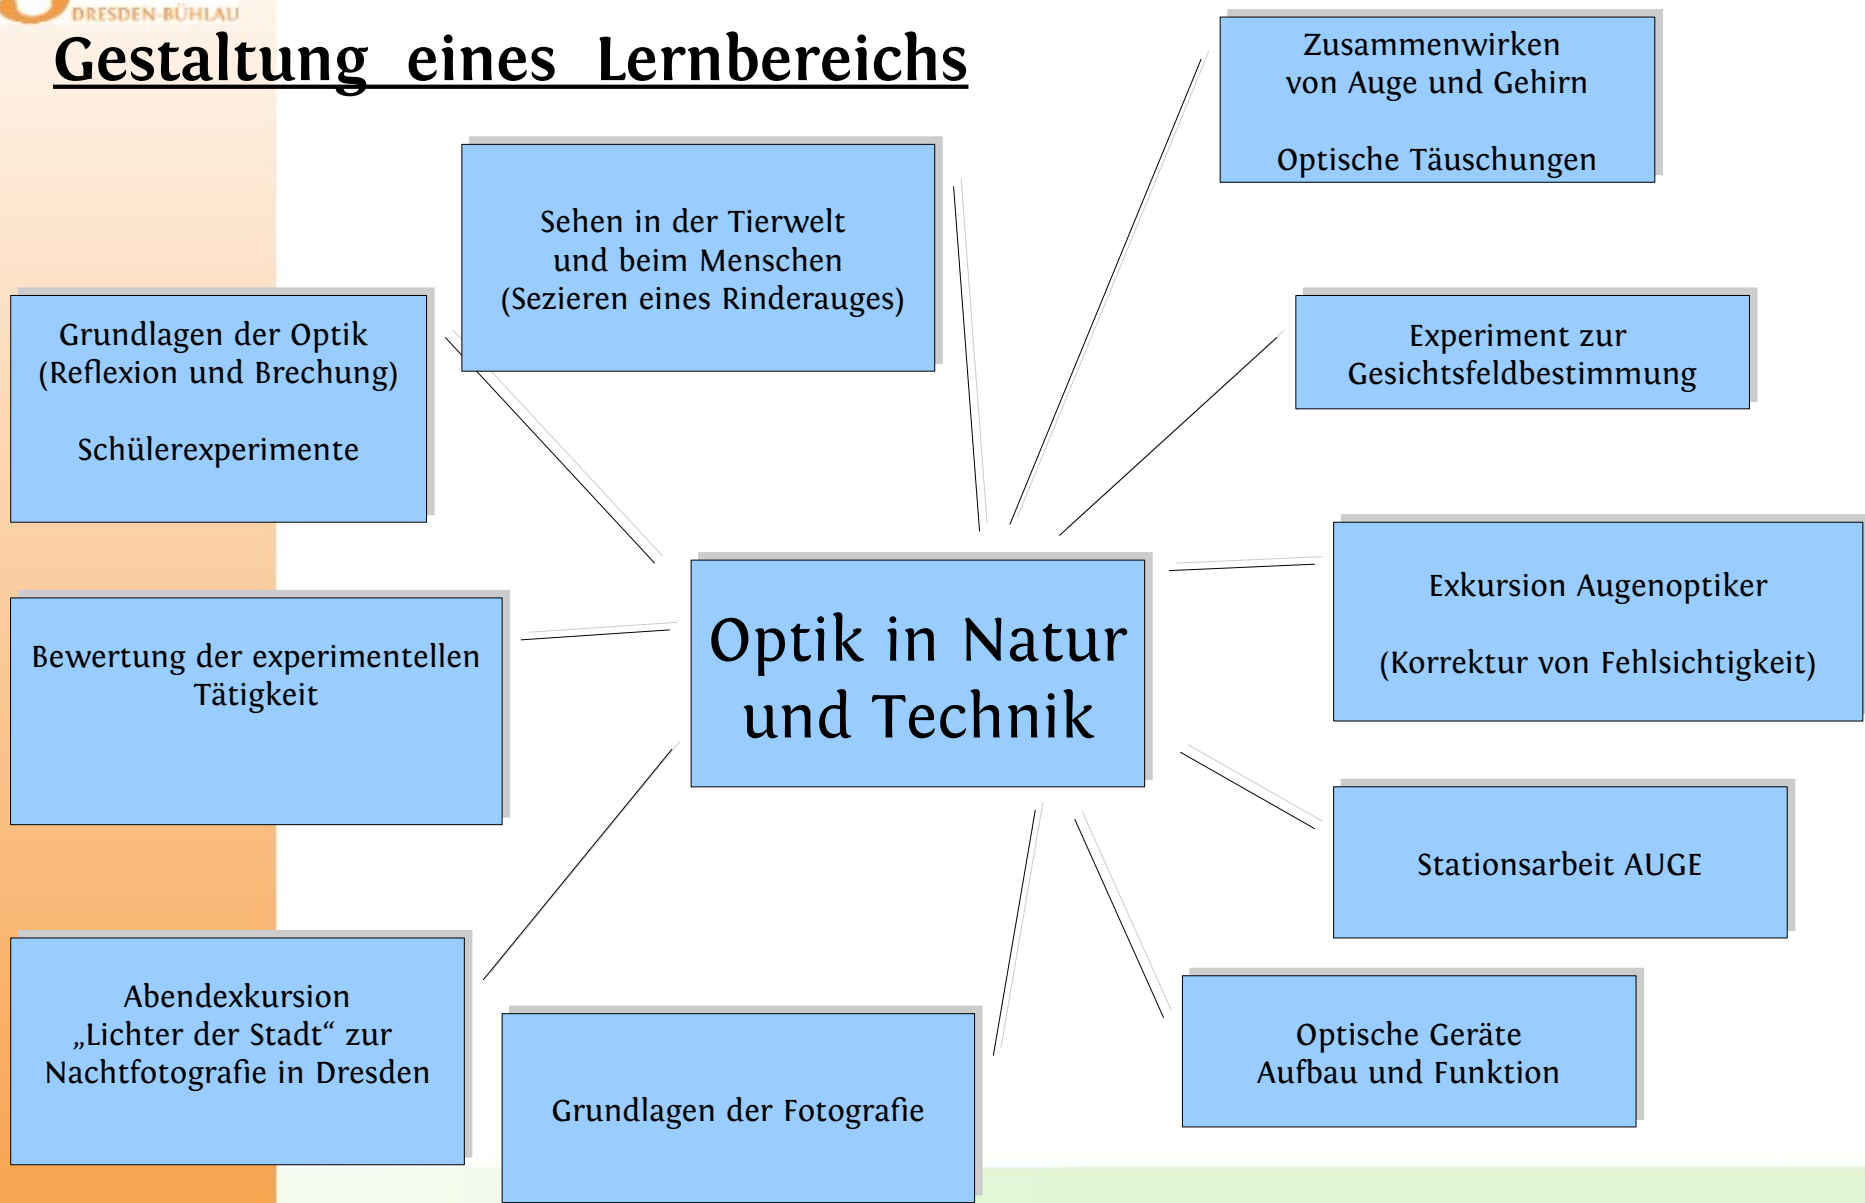 DRESDEN-BÜHLAU
Gestaltung eines Lernbereichs
Zusammenwirken
von Auge und Gehirn
Optische Täuschungen
Sehen in der Tierwelt
und beim Menschen
(Sezieren eines Rinderauges)
Grundlagen der Optik
(Reflexion und Brechung)
Schülerexperimente
Experiment zur
Gesichtsfeldbestimmung
Exkursion Augenoptiker
(Korrektur von Fehlsichtigkeit)
Optik in Natur
und Technik
Bewertung der experimentellen
Tätigkeit
Stationsarbeit AUGE
Abendexkursion
„Lichter der Stadt“ zur
Nachtfotografie in Dresden
Optische Geräte
Aufbau und Funktion
Grundlagen der Fotografie